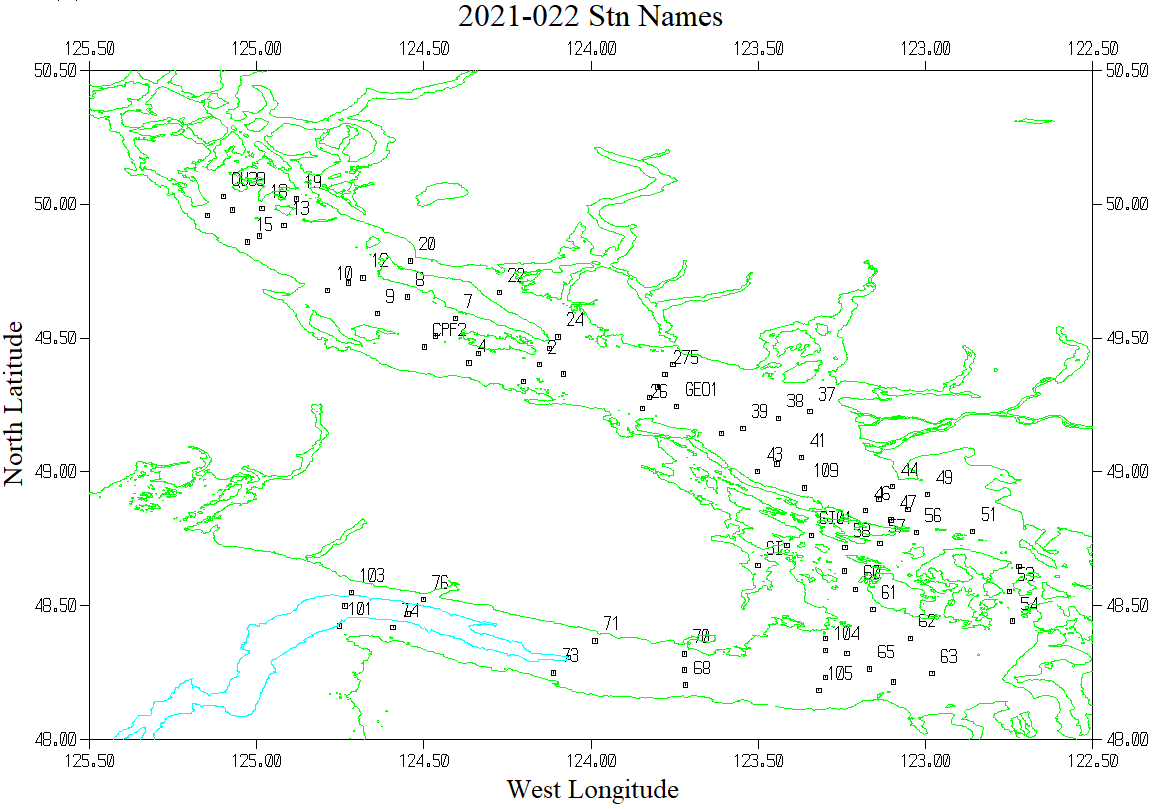 2021-022 Stn Names
125.50 125.00 124.50 124.00 123.50 123.00 122.50
50.50 50.50
QU39 19
18
50.00 13 50.00
15
20
12
10 8 22
9 7
24
CPF2
49.50 4 2 49.50
275
26 GEO1
39 38 37
41
43 109
49.00 44 49 49.00
46 47
GI01 56 51
58
SI
60 53
103 76 61
48.50 101 54 48.50
71 70 104 62
73 68 105 65 63
48.00 48.00
125.50 125.00 124.50 124.00 123.50 123.00 122.50
West Longitude
North Latitude